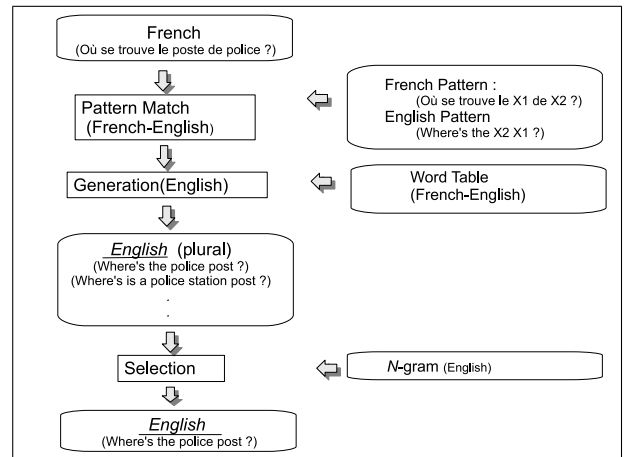 French
(Où se trouve le poste de police ?)
Pattern Match
(French-English)
French Pattern :
(Où se trouve le X1 de X2 ?)
English Pattern
(Where's the X2 X1 ?)
Generation(English)
Word Table
(French-English)
English (plural)
(Where's the police post ?)
(Where's is a police station post ?)
.
.
Selection
N-gram (English)
English
(Where's the police post ?)